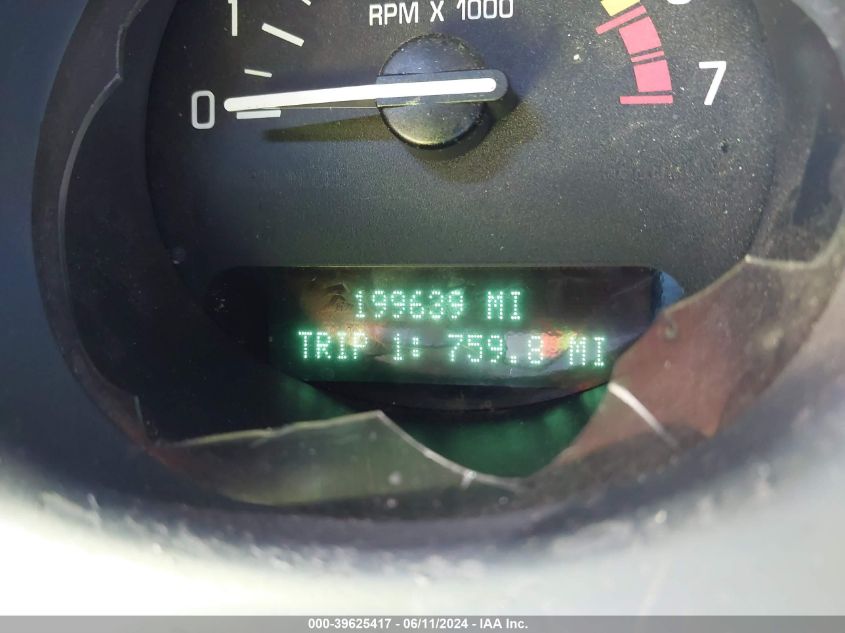 RPM X 1000
1
0
7
199639 MI
TRIP 1: 759.8 MI
000-39625417 - 06/11/2024 - IAA Inc.